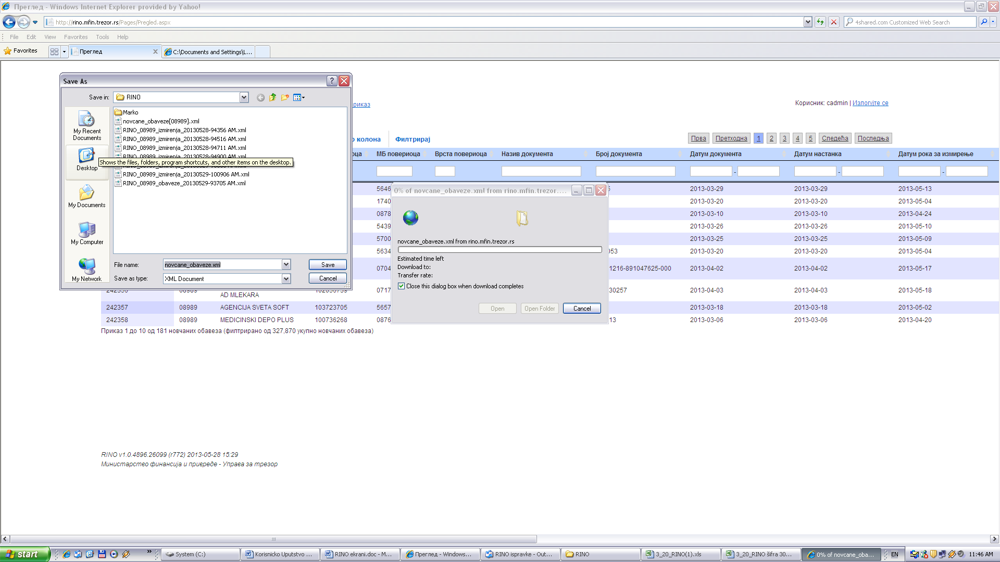 Преглед - Windows Internet Explorer provided by Yahoo!
http://rino.mfin.trezor.rs/Pages/Pregled.aspx
4shared.com Customized Web Search
File Edit View Favorites Tools Help
Favorites
Преглед
C:\Documents and Settings\L...
Save As
Save in: RINO
My Recent Documents
Desktop
My Documents
My Computer
My Network
Marko
novcane_obaveze[08989].xml
RINO_08989_izmirenja_20130528-94356 AM.xml
RINO_08989_izmirenja_20130528-94516 AM.xml
RINO_08989_izmirenja_20130528-94711 AM.xml
RINO_08989_izmirenja_20130528-94900 AM.xml
Shows the files, folders, program shortcuts, and other items on the desktop.
RINO_08989_izmirenja_20130529-100906 AM.xml
RINO_08989_obaveze_20130529-93705 AM.xml
File name: novcane_obaveze.xml Save
Save as type: XML Document Cancel
риказ
Корисник: cadmin | Излогујте се
колона Филтрирај
Прва Претходна 1 2 3 4 5 Следећа Последња
оца МБ повериоца Врста повериоца Назив документа Број документа Датум документа Датум настанка Датум рока за измирење
- - -
5646 2013-03-29 2013-03-29 2013-05-13
1740 2013-03-20 2013-03-20 2013-05-04
0878 2013-03-10 2013-03-10 2013-04-24
5439 2013-03-26 2013-03-26 2013-05-10
5700 2013-03-25 2013-03-25 2013-05-09
5634 053 2013-03-20 2013-03-20 2013-05-04
0704 1216-891047625-000 2013-04-02 2013-04-02 2013-05-17
242356 08989 102050759 0717 30257 2013-04-03 2013-04-03 2013-05-18
AD MLEKARA
242357 08989 AGENCIJA SVETA SOFT 103723705 5657 2013-03-18 2013-03-18 2013-05-02
242358 08989 MEDICINSKI DEPO PLUS 100736268 0876 13 2013-03-06 2013-03-06 2013-04-20
Приказ 1 до 10 од 181 новчаних обавеза (филтрирано од 327,870 укупно новчаних обавеза)
0% of novcane_obaveze.xml from rino.mfin.trezor....
novcane_obaveze.xml from rino.mfin.trezor.rs
Estimated time left
Download to:
Transfer rate:
Close this dialog box when download completes
Open Open Folder Cancel
RINO v1.0.4896.26099 (r772) 2013-05-28 15:29
Министарство финансија и привреде - Управа за трезор
start
System (C:)
Korisnicko Uputstvo ...
RINO ekrani.doc - M...
Преглед - Windows...
RINO ispravke - Out...
RINO
3_20_RINO(1).xls
3_20_RINO šifra 30...
0% of novcane_oba...
EN
11:46 AM